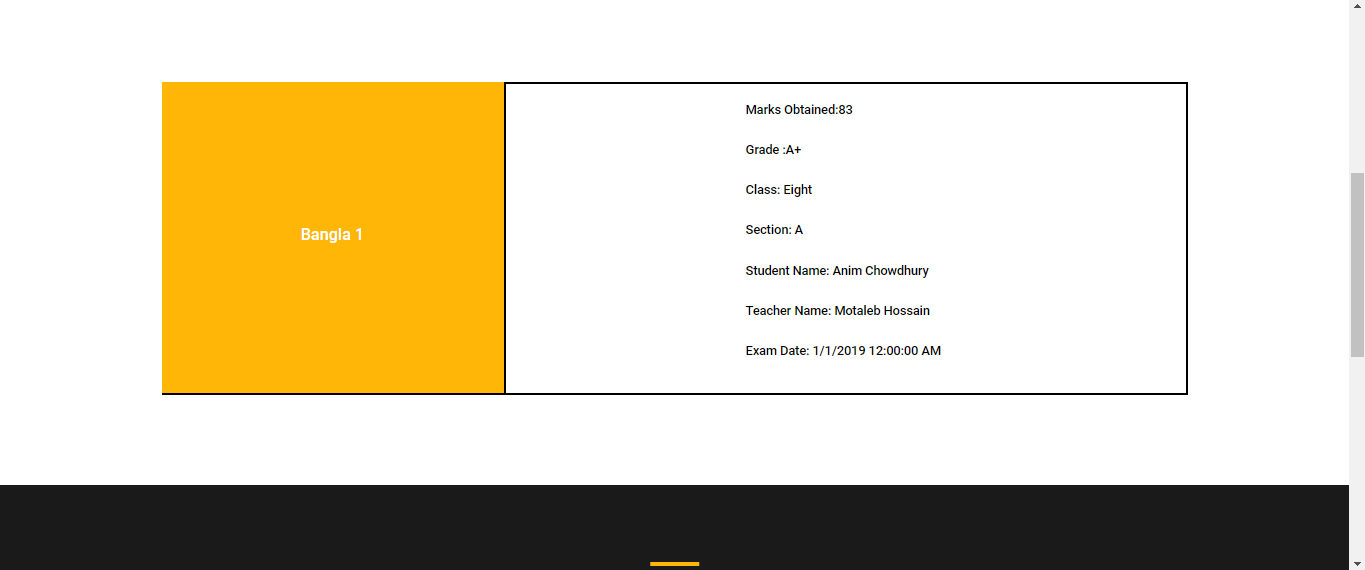 Bangla 1
Marks Obtained:83
Grade :A+
Class: Eight
Section: A
Student Name: Anim Chowdhury
Teacher Name: Motaleb Hossain
Exam Date: 1/1/2019 12:00:00 AM